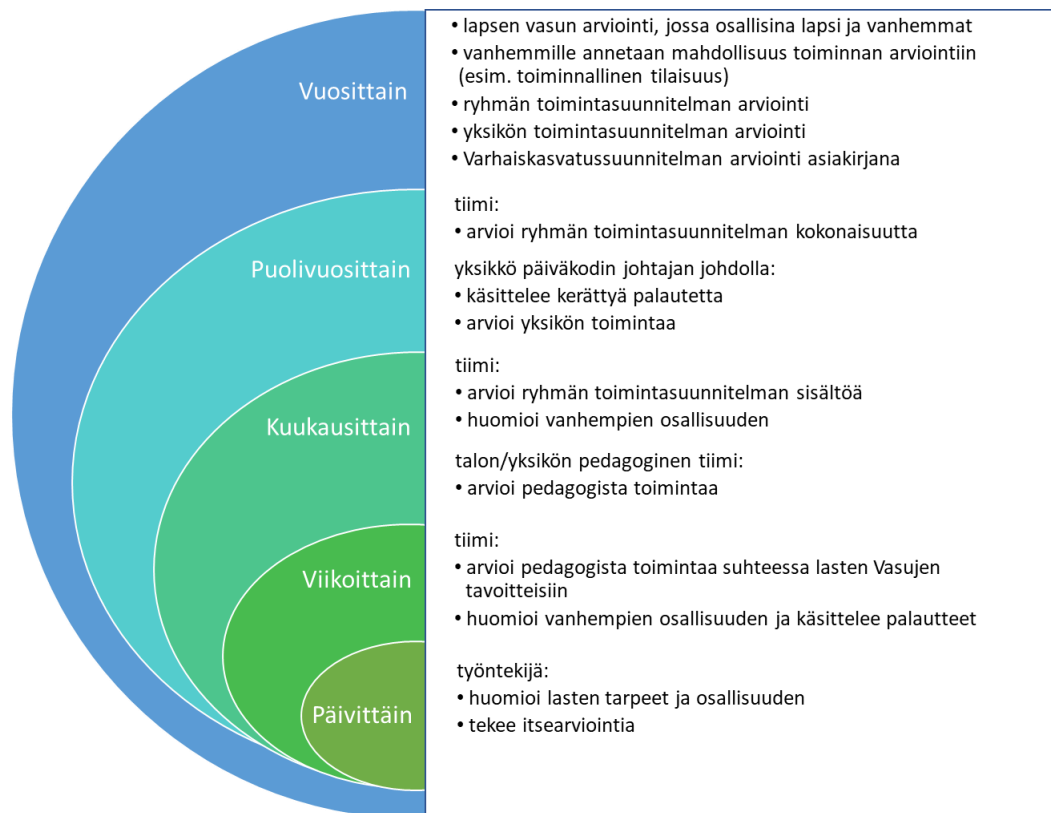 Vuosittain
• lapsen vasun arviointi, jossa osallisina lapsi ja vanhemmat
• vanhemmille annetaan mahdollisuus toiminnan arviointiin
(esim. toiminnallinen tilaisuus)
• ryhmän toimintasuunnitelman arviointi
• yksikön toimintasuunnitelman arviointi
• Varhaiskasvatussuunnitelman arviointi asiakirjana
Puolivuosittain
tiimi:
• arvioi ryhmän toimintasuunnitelman kokonaisuutta
yksikkö päiväkodin johtajan johdolla:
• käsittelee kerättyä palautetta
• arvioi yksikön toimintaa
Kuukausittain
tiimi:
• arvioi ryhmän toimintasuunnitelman sisältöä
• huomioi vanhempien osallisuuden
talon/yksikön pedagoginen tiimi:
• arvioi pedagogista toimintaa
Viikoittain
tiimi:
• arvioi pedagogista toimintaa suhteessa lasten Vasujen
tavoitteisiin
• huomioi vanhempien osallisuuden ja käsittelee palautteet
Päivittäin
työntekijä:
• huomioi lasten tarpeet ja osallisuuden
• tekee itsearviointia